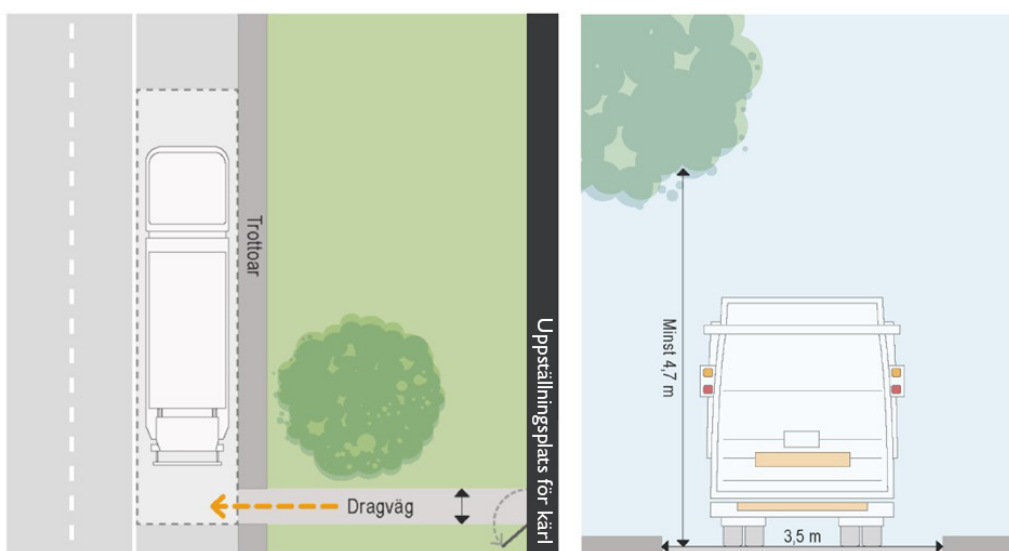 Trottoar
Dragväg
Uppställningsplats för kärl
Minst 4,7 m
3,5 m